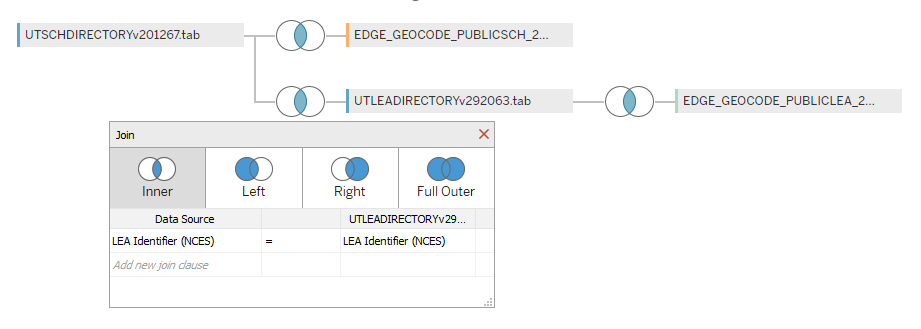 UTSCHDIRECTORYv201267.tab
EDGE_GEOCODE_PUBLICSCH_2...
UTLEADIRECTORYv292063.tab
EDGE_GEOCODE_PUBLICLEA_2...
Join
Inner Left Right Full Outer
Data Source UTLEADIRECTORYv29...
LEA Identifier (NCES) = LEA Identifier (NCES)
Add new join clause